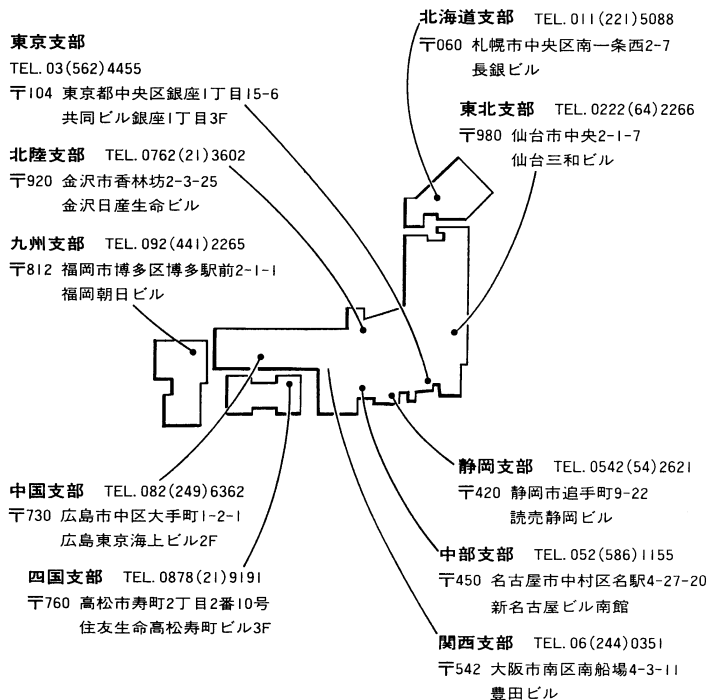 東京支部
TEL.03(562)4455
〒104 東京都中央区銀座1丁目15-6
共同ビル銀座1丁目3F
北陸支部 TEL.0762(21)3602
〒920 金沢市香林坊2-3-25
金沢日産生命ビル
九州支部 TEL.092(441)2265
〒812 福岡市博多区博多駅前2-1-1
福岡朝日ビル
北海道支部 TEL.011(221)5088
〒060 札幌市中央区南一条西2-7
長銀ビル
東北支部 TEL.0222(64)2266
〒980 仙台市中央2-1-7
仙台三和ビル
中国支部 TEL.082(249)6362
〒730 広島市中区大手町1-2-1
広島東京海上ビル2F
四国支部 TEL.0878(21)9191
〒760 高松市寿町2丁目2番10号
住友生命高松寿町ビル3F
静岡支部 TEL.0542(54)2621
〒420 静岡市追手町9-22
読売静岡ビル
中部支部 TEL.052(586)1155
〒450 名古屋市中村区名駅4-27-20
新名古屋ビル南館
関西支部 TEL.06(244)0351
〒542 大阪市南区南船場4-3-11
豊田ビル